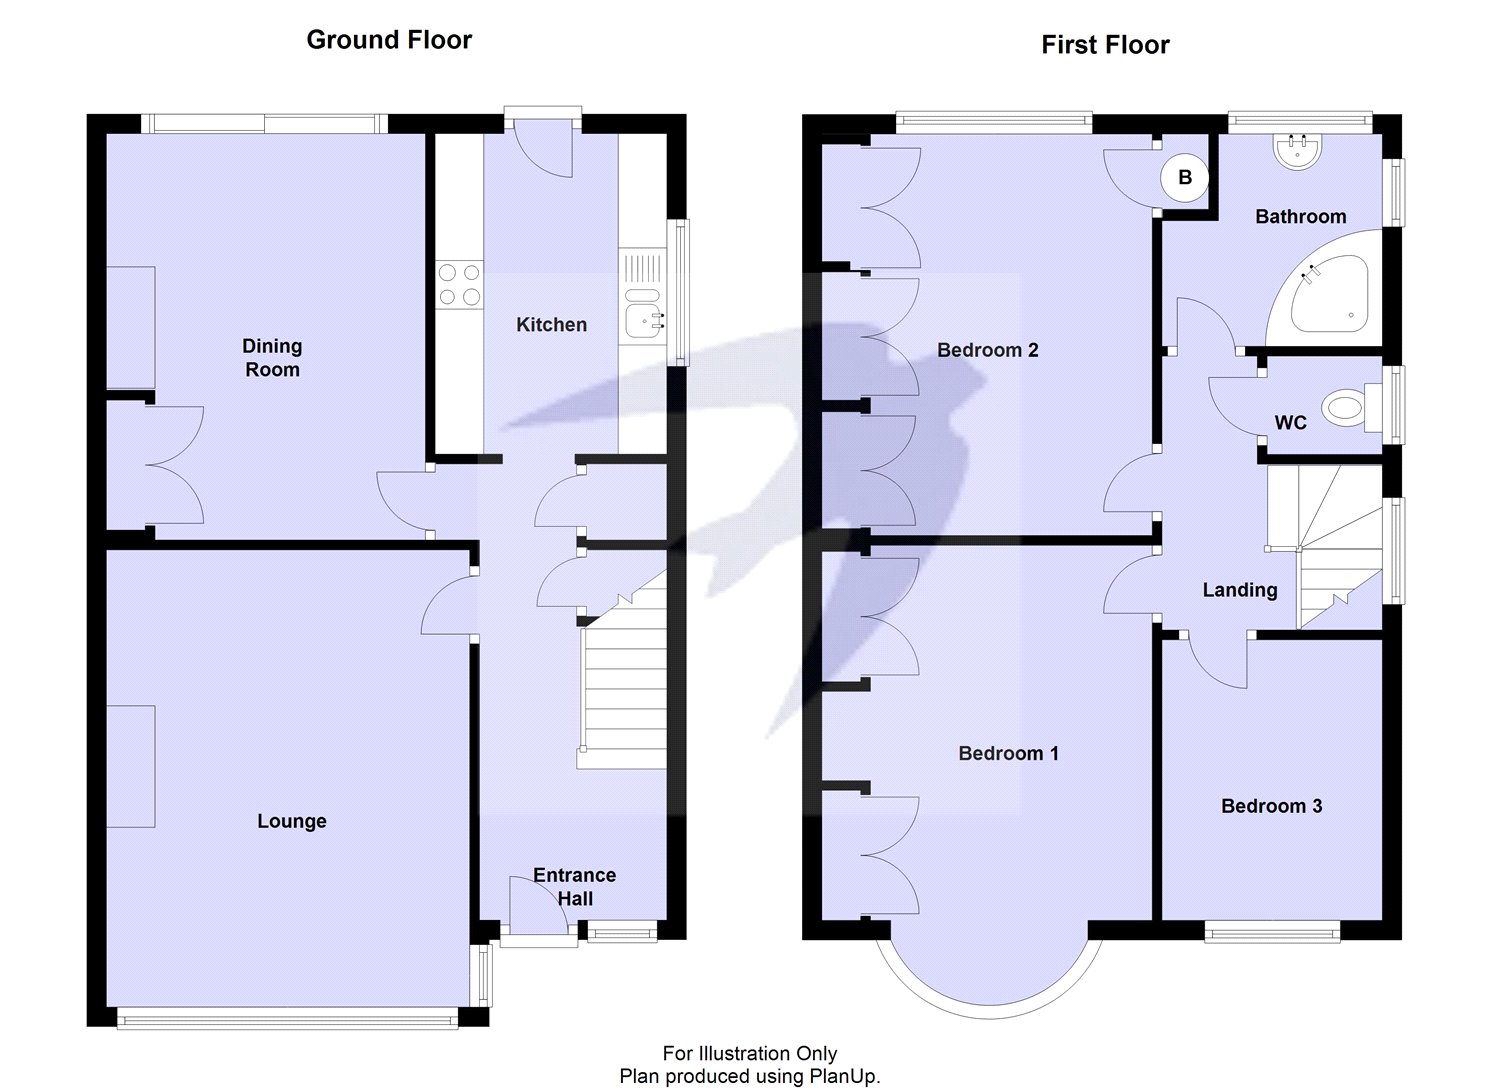 Ground Floor
First Floor
B
Bathroom
Kitchen
Dining
Room
Bedroom 2
WC
Landing
Bedroom 1
Bedroom 3
Lounge
Entrance
Hall
For Illustration Only
Plan produced using PlanUp.